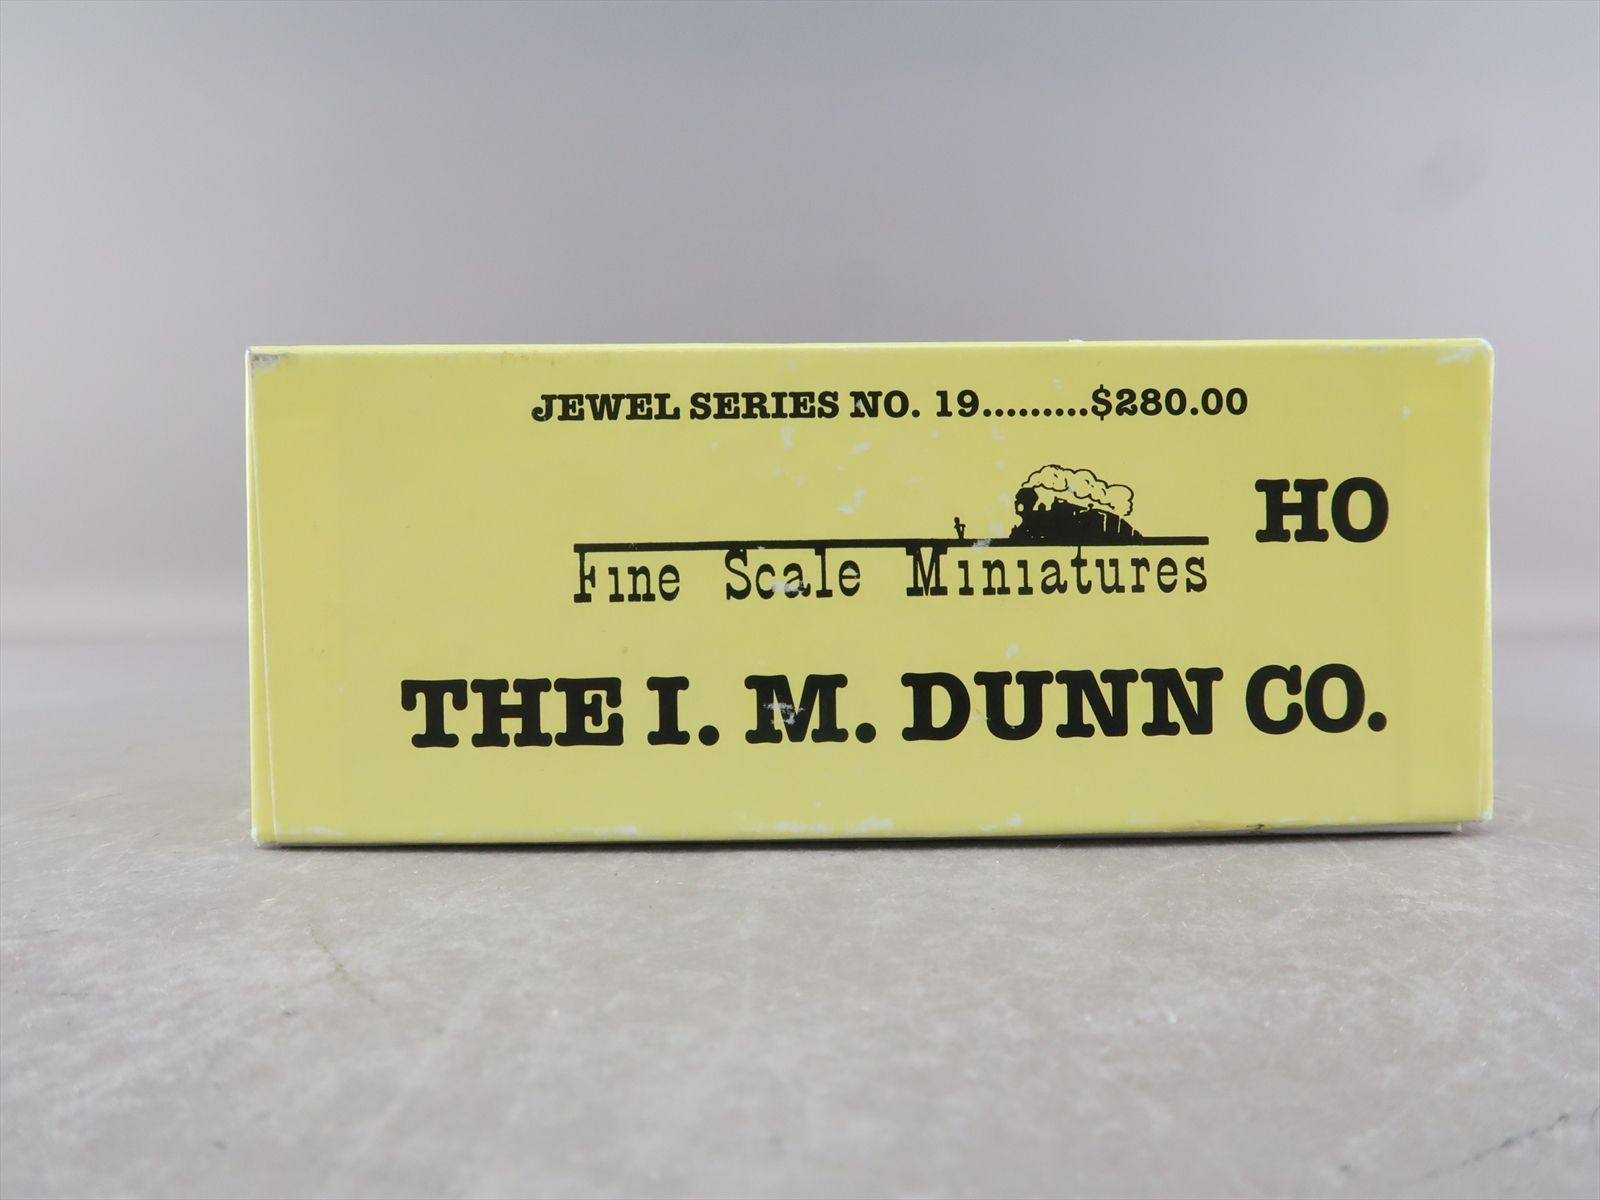 JEWEL SERIES NO. 19.........$280.00
HO
Fine Scale Miniatures
THE I. M. DUNN CO.